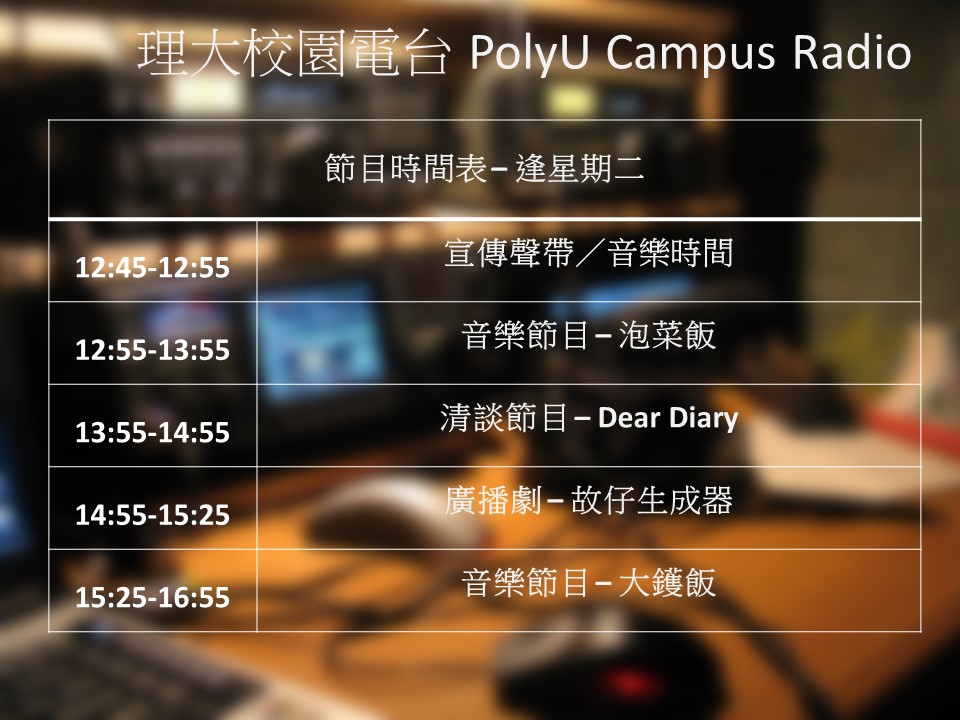 理大校園電台 PolyU Campus Radio
節目時間表 – 逢星期二
12:45-12:55 宣傳聲帶／音樂時間
12:55-13:55 音樂節目 – 泡菜飯
13:55-14:55 清談節目 – Dear Diary
14:55-15:25 廣播劇 – 故仔生成器
15:25-16:55 音樂節目 – 大鑊飯